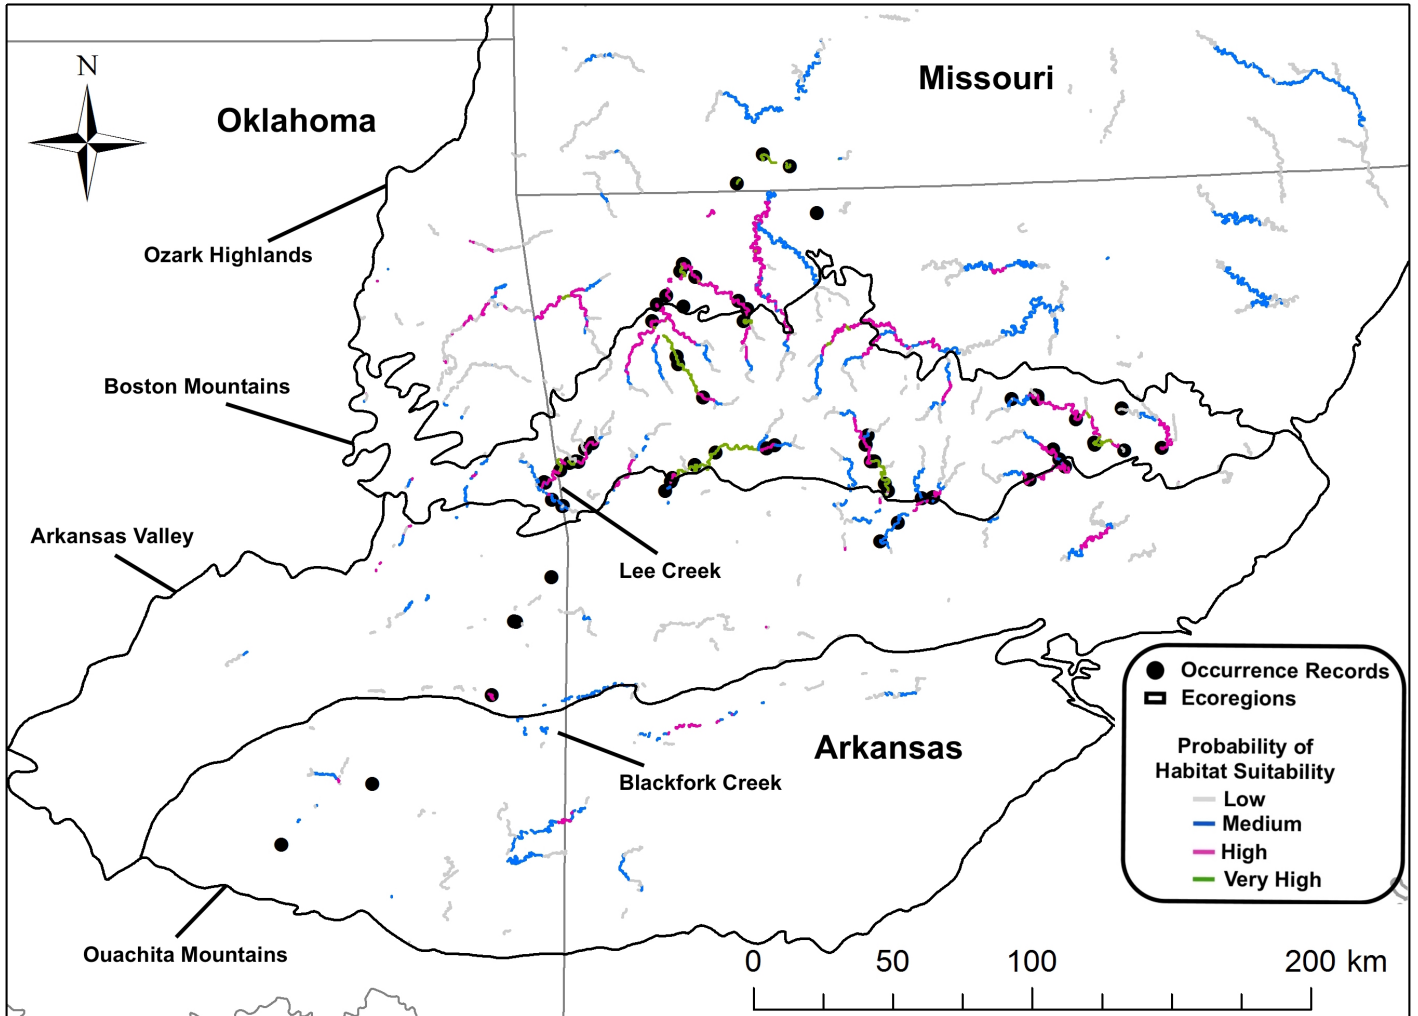 N
Oklahoma
Missouri
Ozark Highlands
Boston Mountains
Arkansas Valley
Lee Creek
Blackfork Creek
Arkansas
Ouachita Mountains
Occurrence Records
Ecoregions
Probability of
Habitat Suitability
Low
Medium
High
Very High
0 50 100 200 km